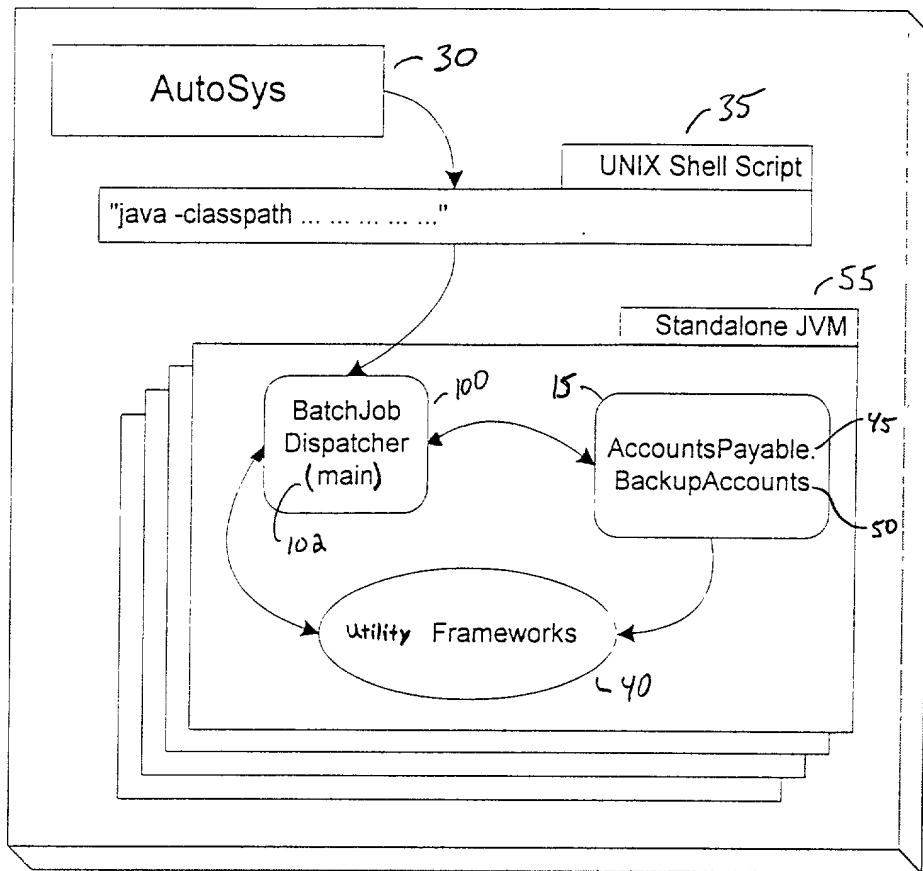 30
AutoSys
35
UNIX Shell Script
"java -classpath ... ... ... ... ..."
55
Standalone JVM
100
BatchJob
Dispatcher
(main)
102
15
AccountsPayable.
45
BackupAccounts
50
Utility Frameworks
40